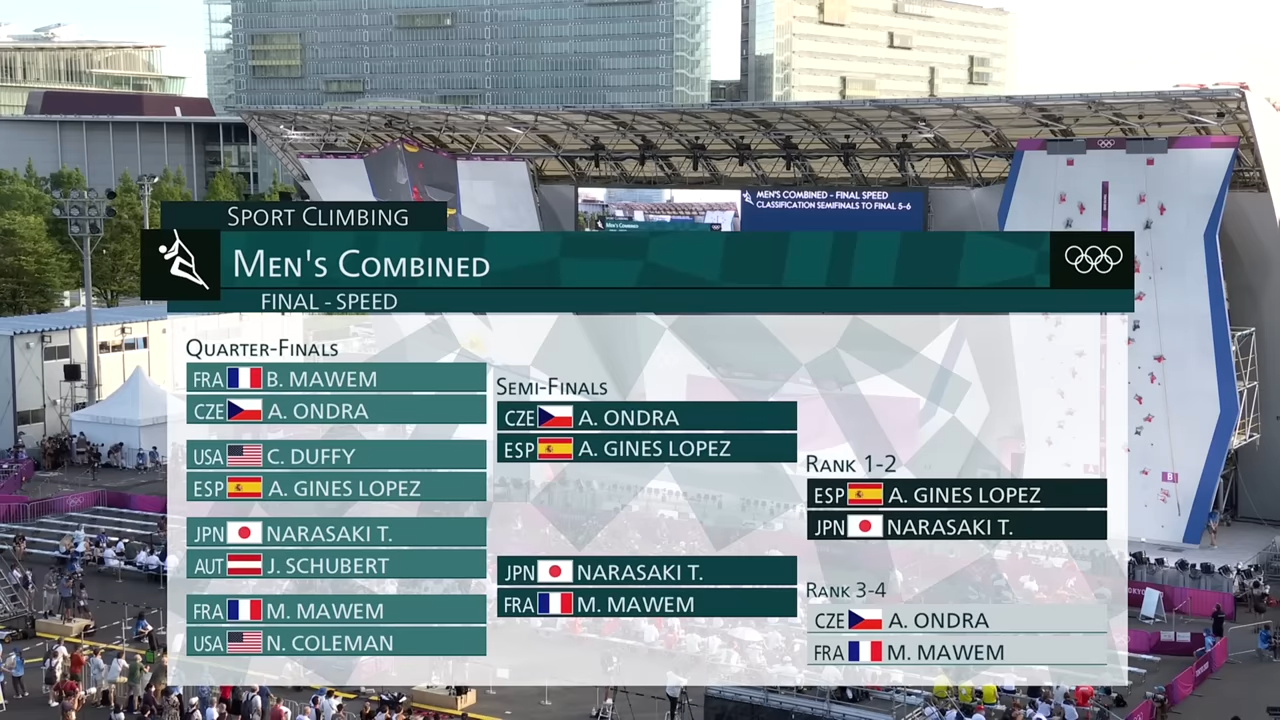 MEN'S COMBINED - FINAL SPEED
CLASSIFICATION SEMIFINALS TO FINAL 5-6
SPORT CLIMBING
MEN'S COMBINED
FINAL - SPEED
QUARTER-FINALS
FRA B. MAWEM
CZE A. ONDRA
USA C. DUFFY
ESP A. GINES LOPEZ
JPN NARASAKI T.
AUT J. SCHUBERT
FRA M. MAWEM
USA N. COLEMAN
SEMI-FINALS
CZE A. ONDRA
ESP A. GINES LOPEZ
JPN NARASAKI T.
FRA M. MAWEM
RANK 1-2
ESP A. GINES LOPEZ
JPN NARASAKI T.
RANK 3-4
CZE A. ONDRA
FRA M. MAWEM
B